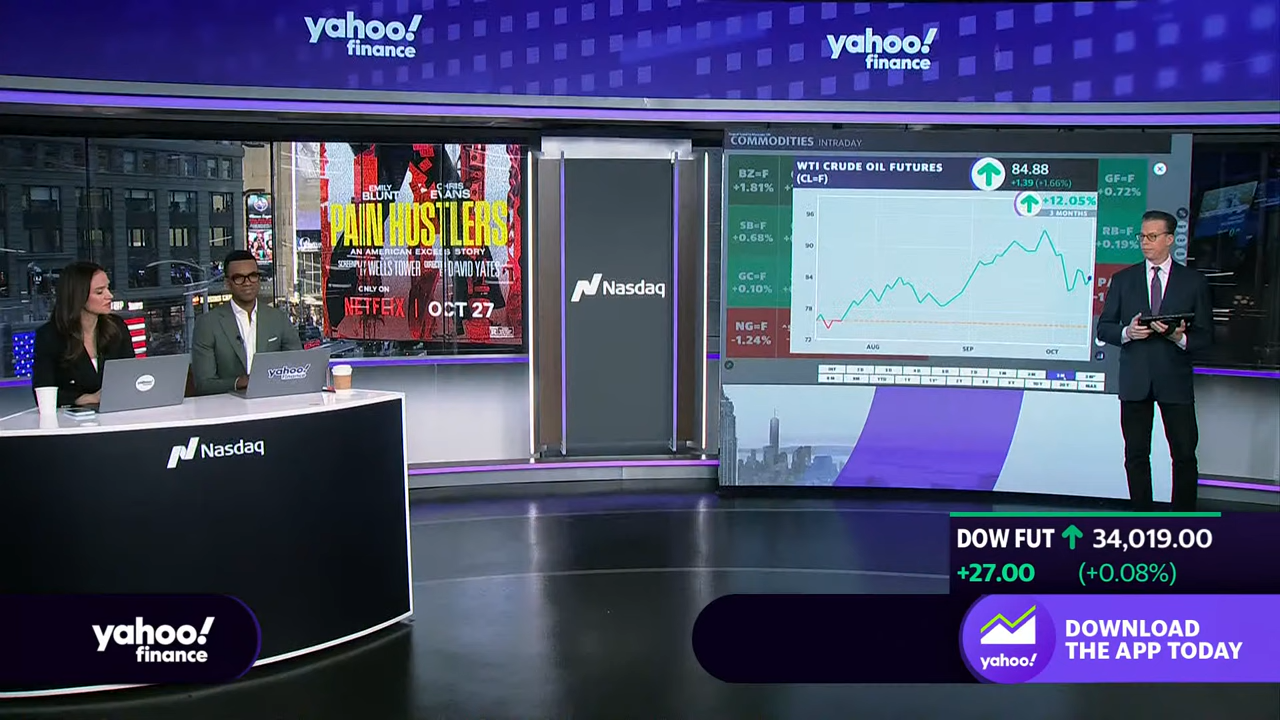 yahoo!
finance
yahoo!
finance
COMMODITIES INTRADAY
WTI CRUDE OIL FUTURES
(CL=F)
84.88
+1.39 (+1.66%)
+12.05%
3 MONTHS
96
90
84
78
72
AUG
SEP
OCT
BZ=F
+1.81%
SB=F
+0.68%
GC=F
+0.10%
NG=F
-1.24%
GF=F
+0.72%
RB=F
+0.19%
EMILY
BLUNT
CHRIS
EVANS
PAIN HUSTLERS
AN AMERICAN EXCESS STORY
SCREENPLAY BY WELLS TOWER DIRECTED BY DAVID YATES
ONLY ON
NETFLIX | OCT 27
Nasdaq
yahoo!
Nasdaq
DOW FUT 34,019.00
+27.00 (+0.08%)
yahoo!
finance
yahoo!
DOWNLOAD
THE APP TODAY